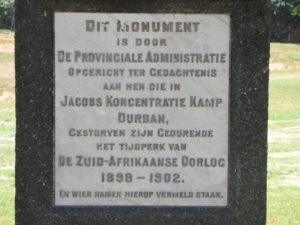 Dit Monument
is door
De Provinciale Administratie
opgericht ter gedachtenis
aan hen die in
Jacobs Koncentratie Kamp
Durban,
gestorven zijn gedurende
het tijdperk van
De Zuid-Afrikaanse Oorlog
1899-1902.
En wier namen hierop vermeld staan.